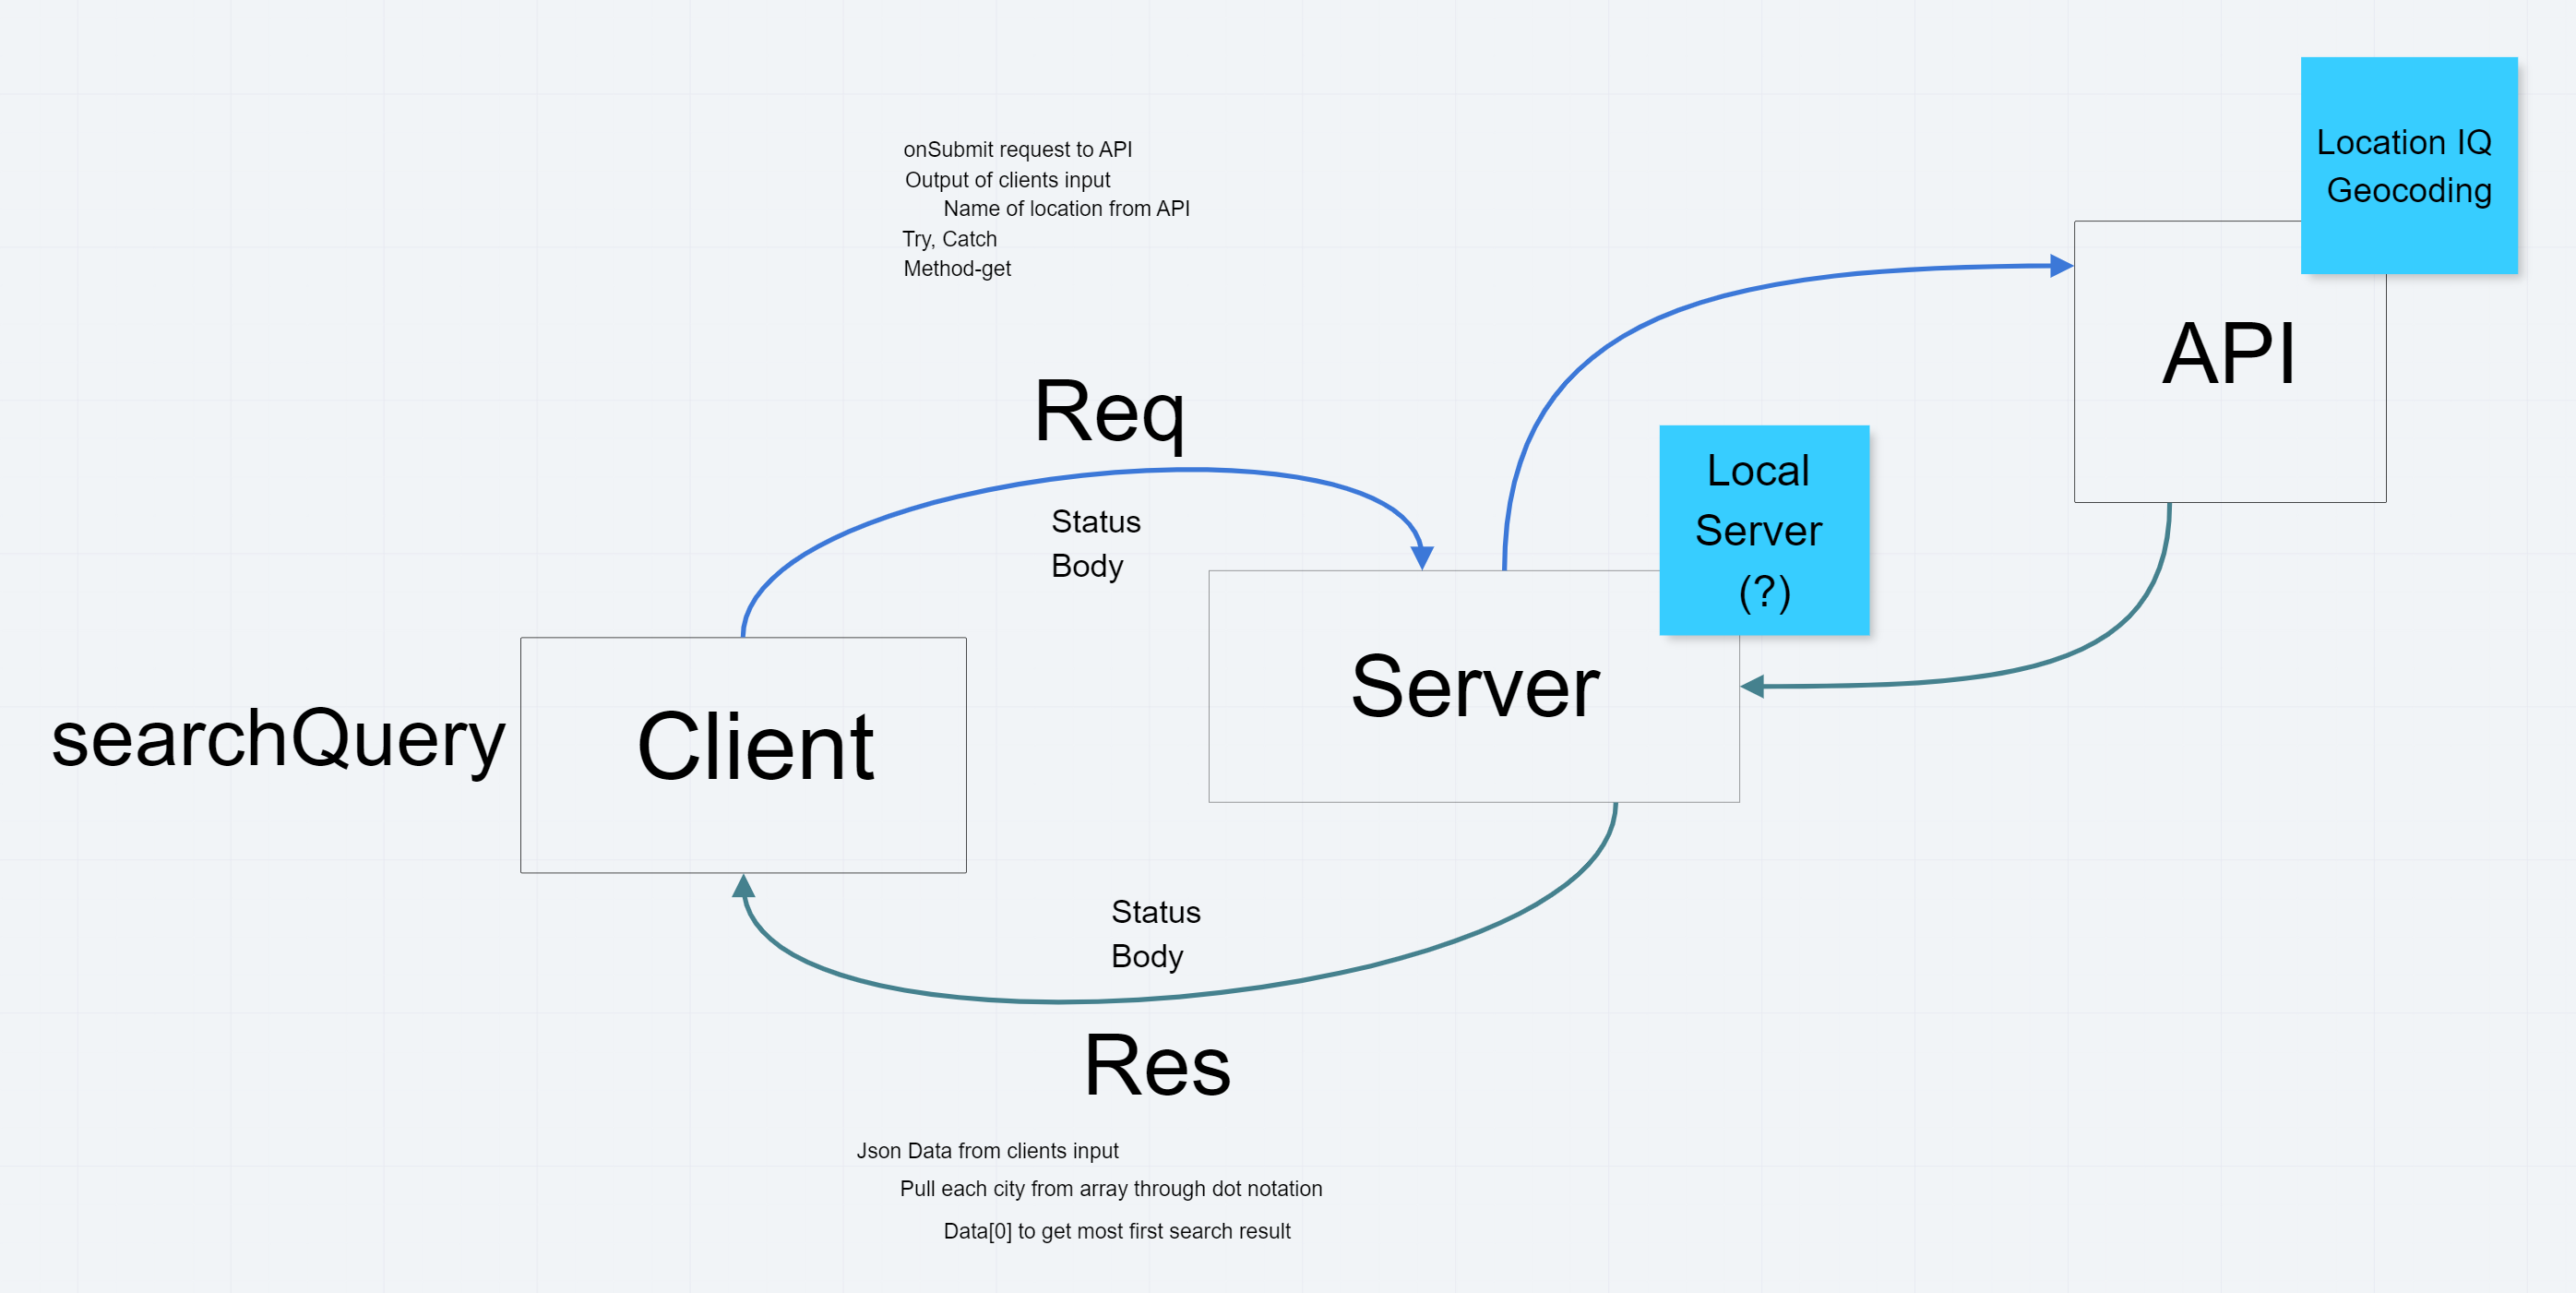 Location IQ
Geocoding
onSubmit request to API
Output of clients input
Name of location from API
Try, Catch
Method-get
API
Req
Local
Server
(?)
Status
Body
Server
searchQuery
Client
Status
Body
Res
Json Data from clients input
Pull each city from array through dot notation
Data[0] to get most first search result